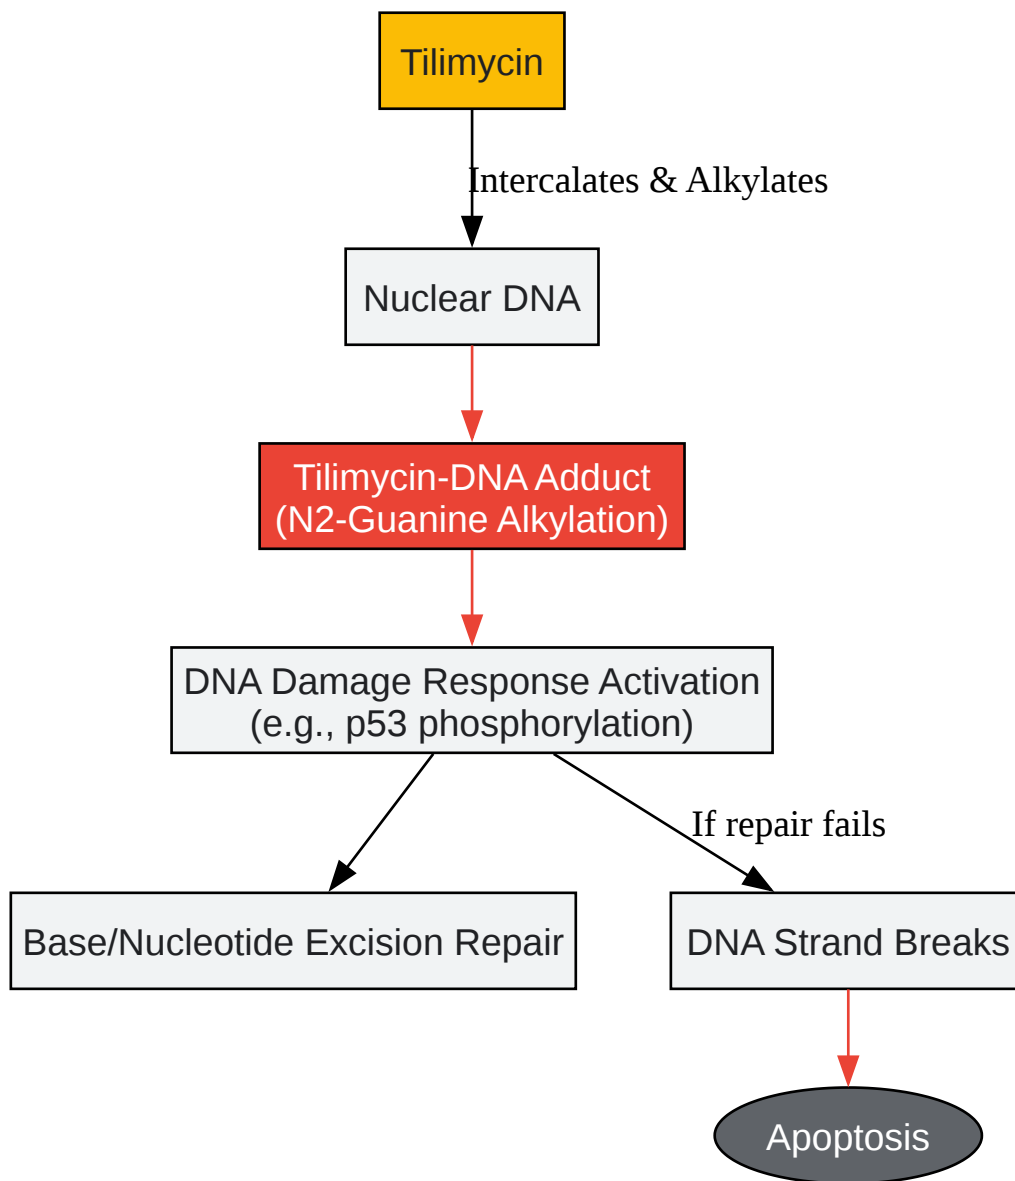 Tilimycin
Intercalates & Alkylates
Nuclear DNA
Tilimycin-DNA Adduct
(N2-Guanine Alkylation)
DNA Damage Response Activation
(e.g., p53 phosphorylation)
If repair fails
Base/Nucleotide Excision Repair
DNA Strand Breaks
Apoptosis